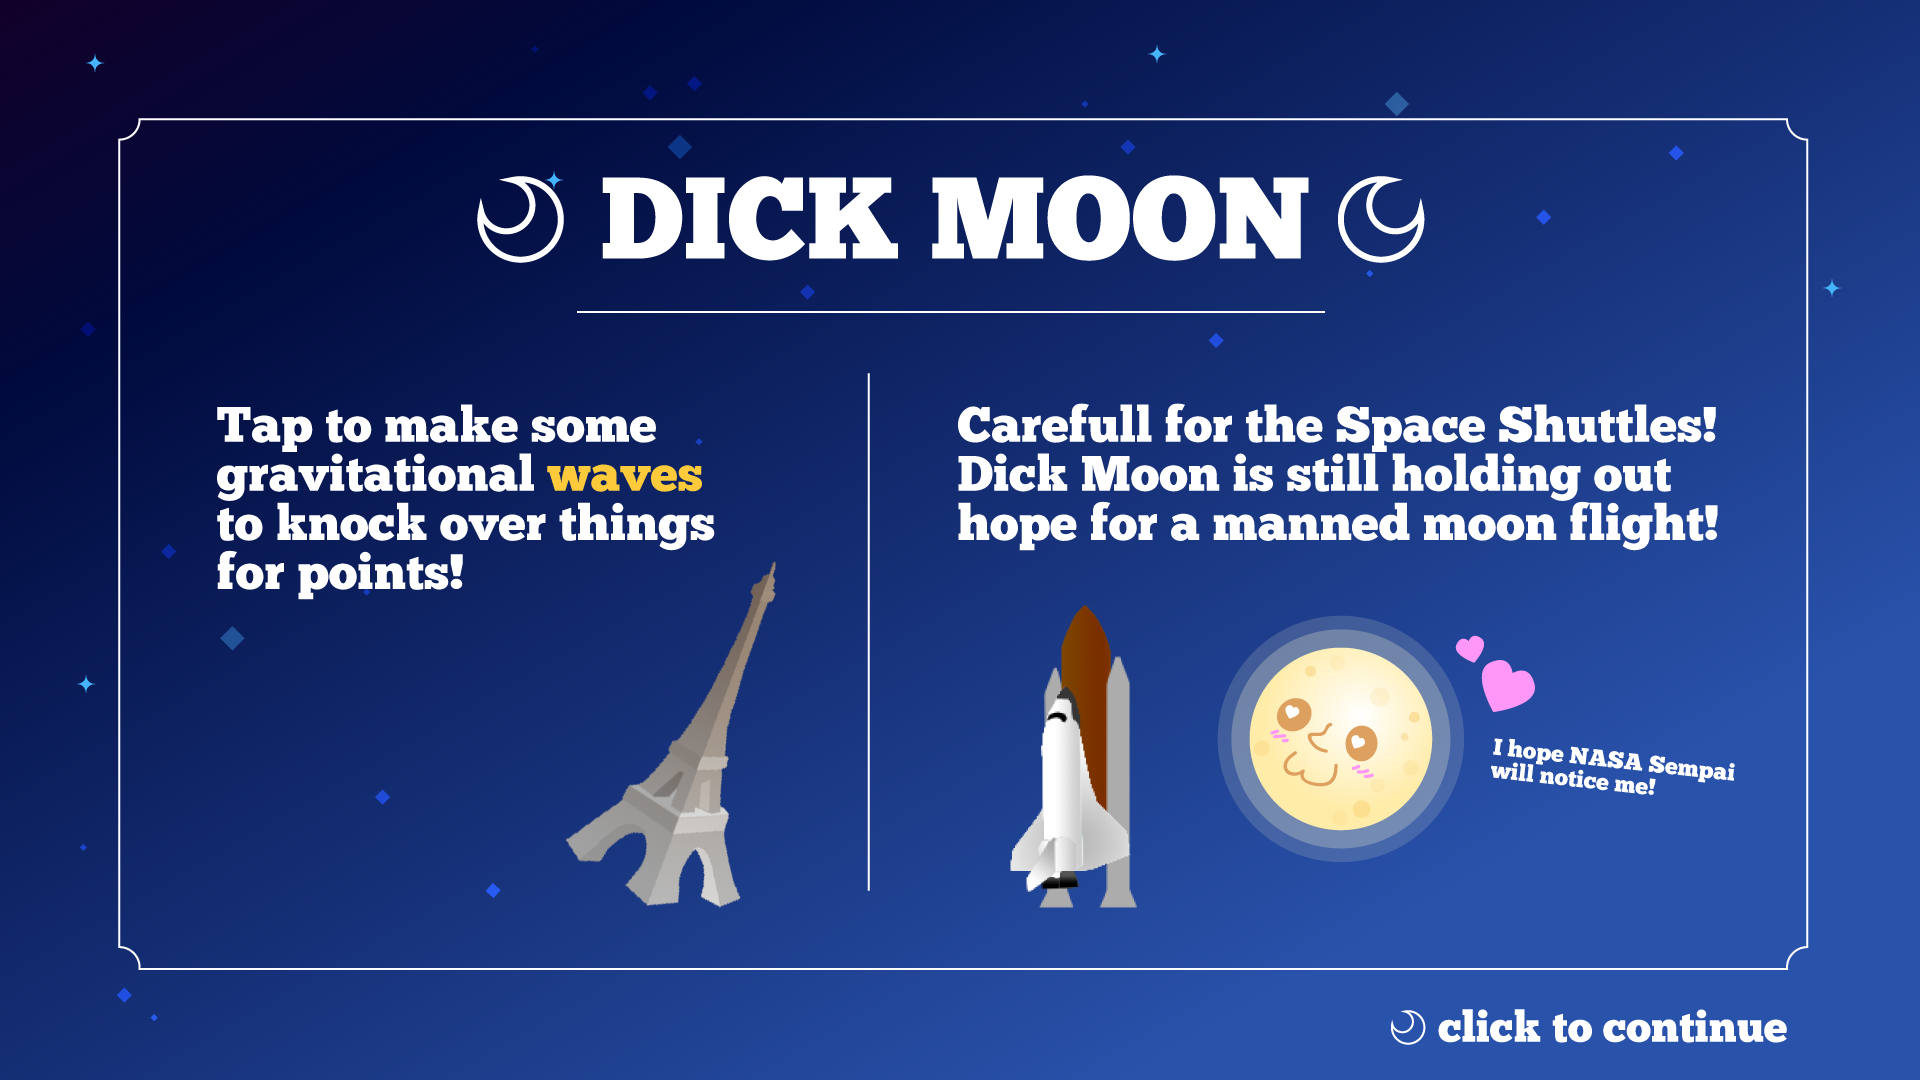 DICK MOON
Tap to make some
gravitational waves
to knock over things
for points!
Carefull for the Space Shuttles!
Dick Moon is still holding out
hope for a manned moon flight!
I hope NASA Sempai
will notice me!
click to continue